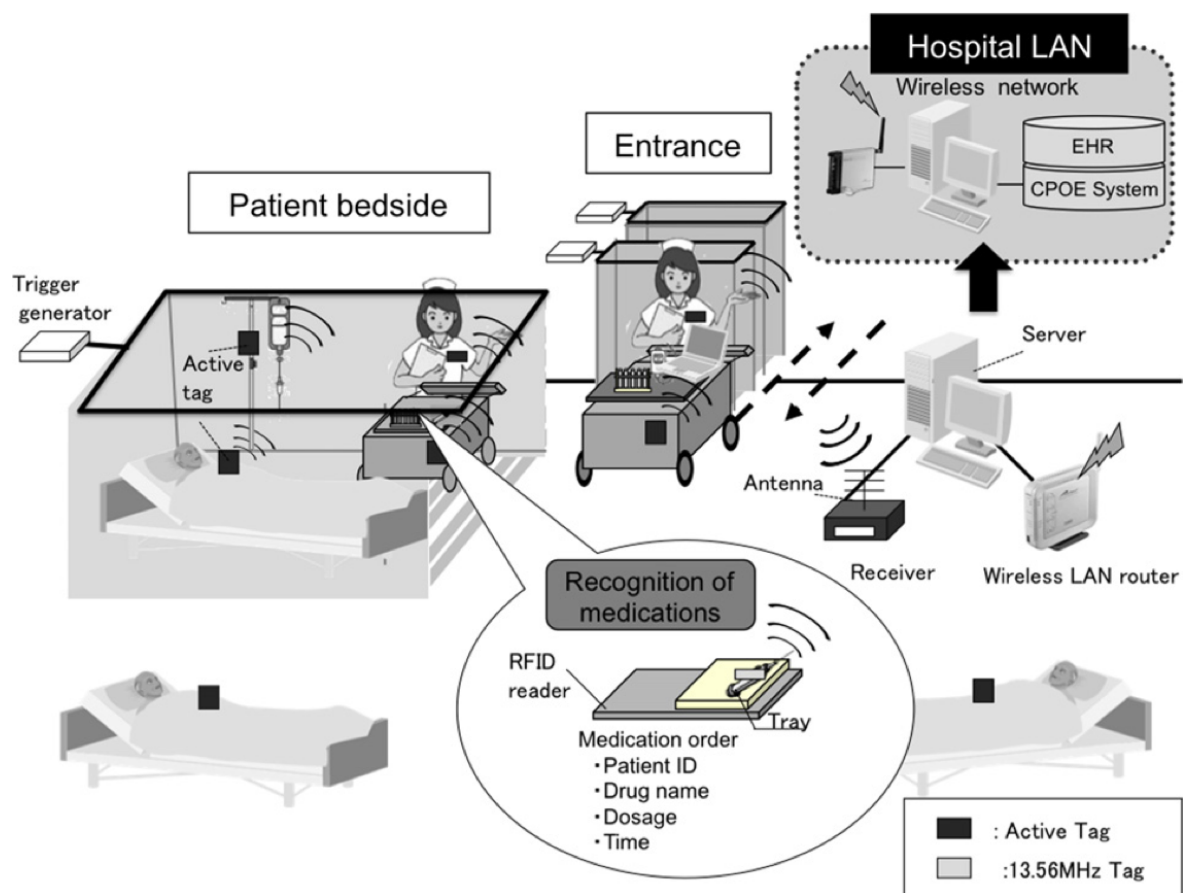 Hospital LAN
Wireless network
EHR
CPOE System
Entrance
Patient bedside
Trigger
generator
Active
tag
Server
Antenna
Receiver
Wireless LAN router
Recognition of
medications
RFID
reader
Tray
Medication order
・Patient ID
・Drug name
・Dosage
・Time
: Active Tag
:13.56MHz Tag